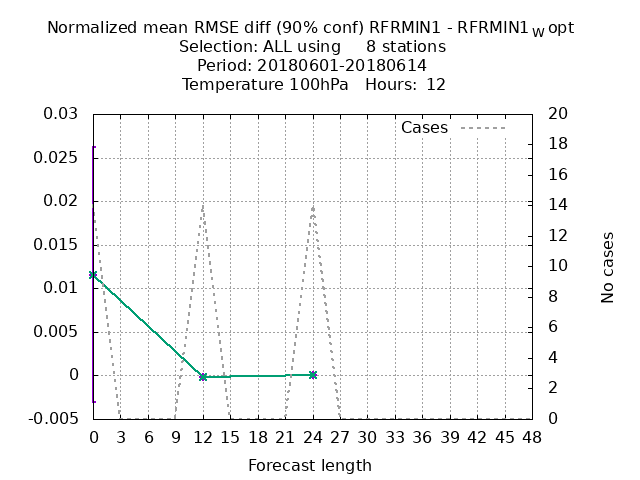 Normalized mean RMSE diff (90% conf) RFRMIN1 - RFRMIN1w opt
Selection: ALL using 8 stations
Period: 20180601-20180614
Temperature 100hPa Hours: 12
Cases
0.03
0.025
0.02
0.015
0.01
0.005
0
-0.005
20
18
16
14
12
10
8
6
4
2
0
No cases
0 3 6 9 12 15 18 21 24 27 30 33 36 39 42 45 48
Forecast length